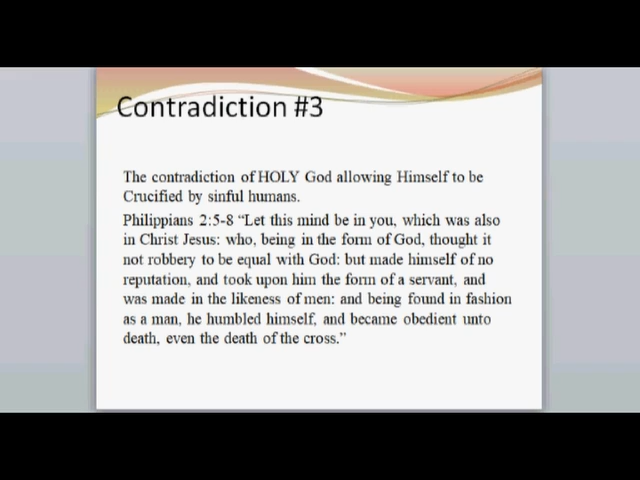 Contradiction #3
The contradiction of HOLY God allowing Himself to be
Crucified by sinful humans.
Philippians 2:5-8 “Let this mind be in you, which was also
in Christ Jesus: who, being in the form of God, thought it
not robbery to be equal with God: but made himself of no
reputation, and took upon him the form of a servant, and
was made in the likeness of men: and being found in fashion
as a man, he humbled himself, and became obedient unto
death, even the death of the cross.”